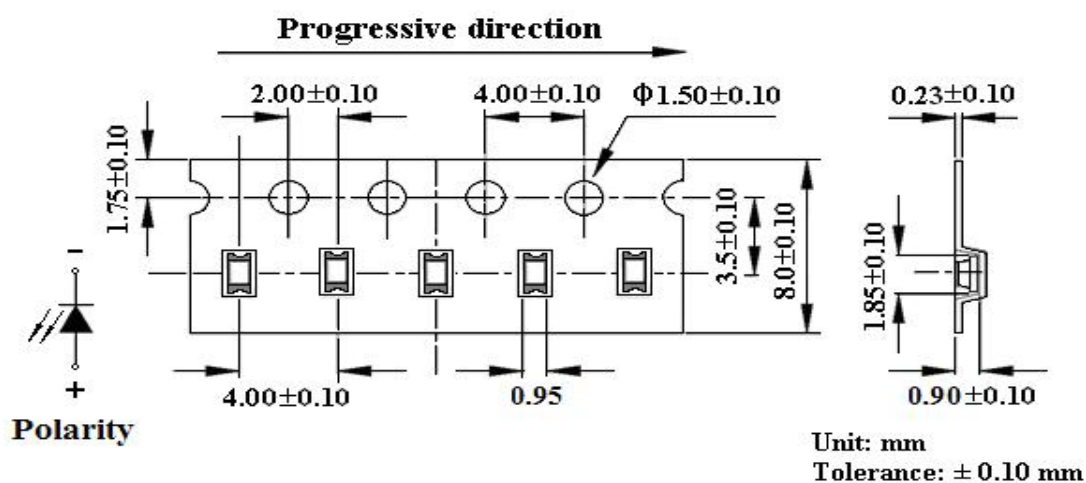 Progressive direction
2.00±0.10
4.00±0.10
Φ1.50±0.10
0.23±0.10
1.75±0.10
3.5±0.10
8.0±0.10
1.85±0.10
-
+
4.00±0.10
0.95
0.90±0.10
Polarity
Unit: mm
Tolerance: ± 0.10 mm